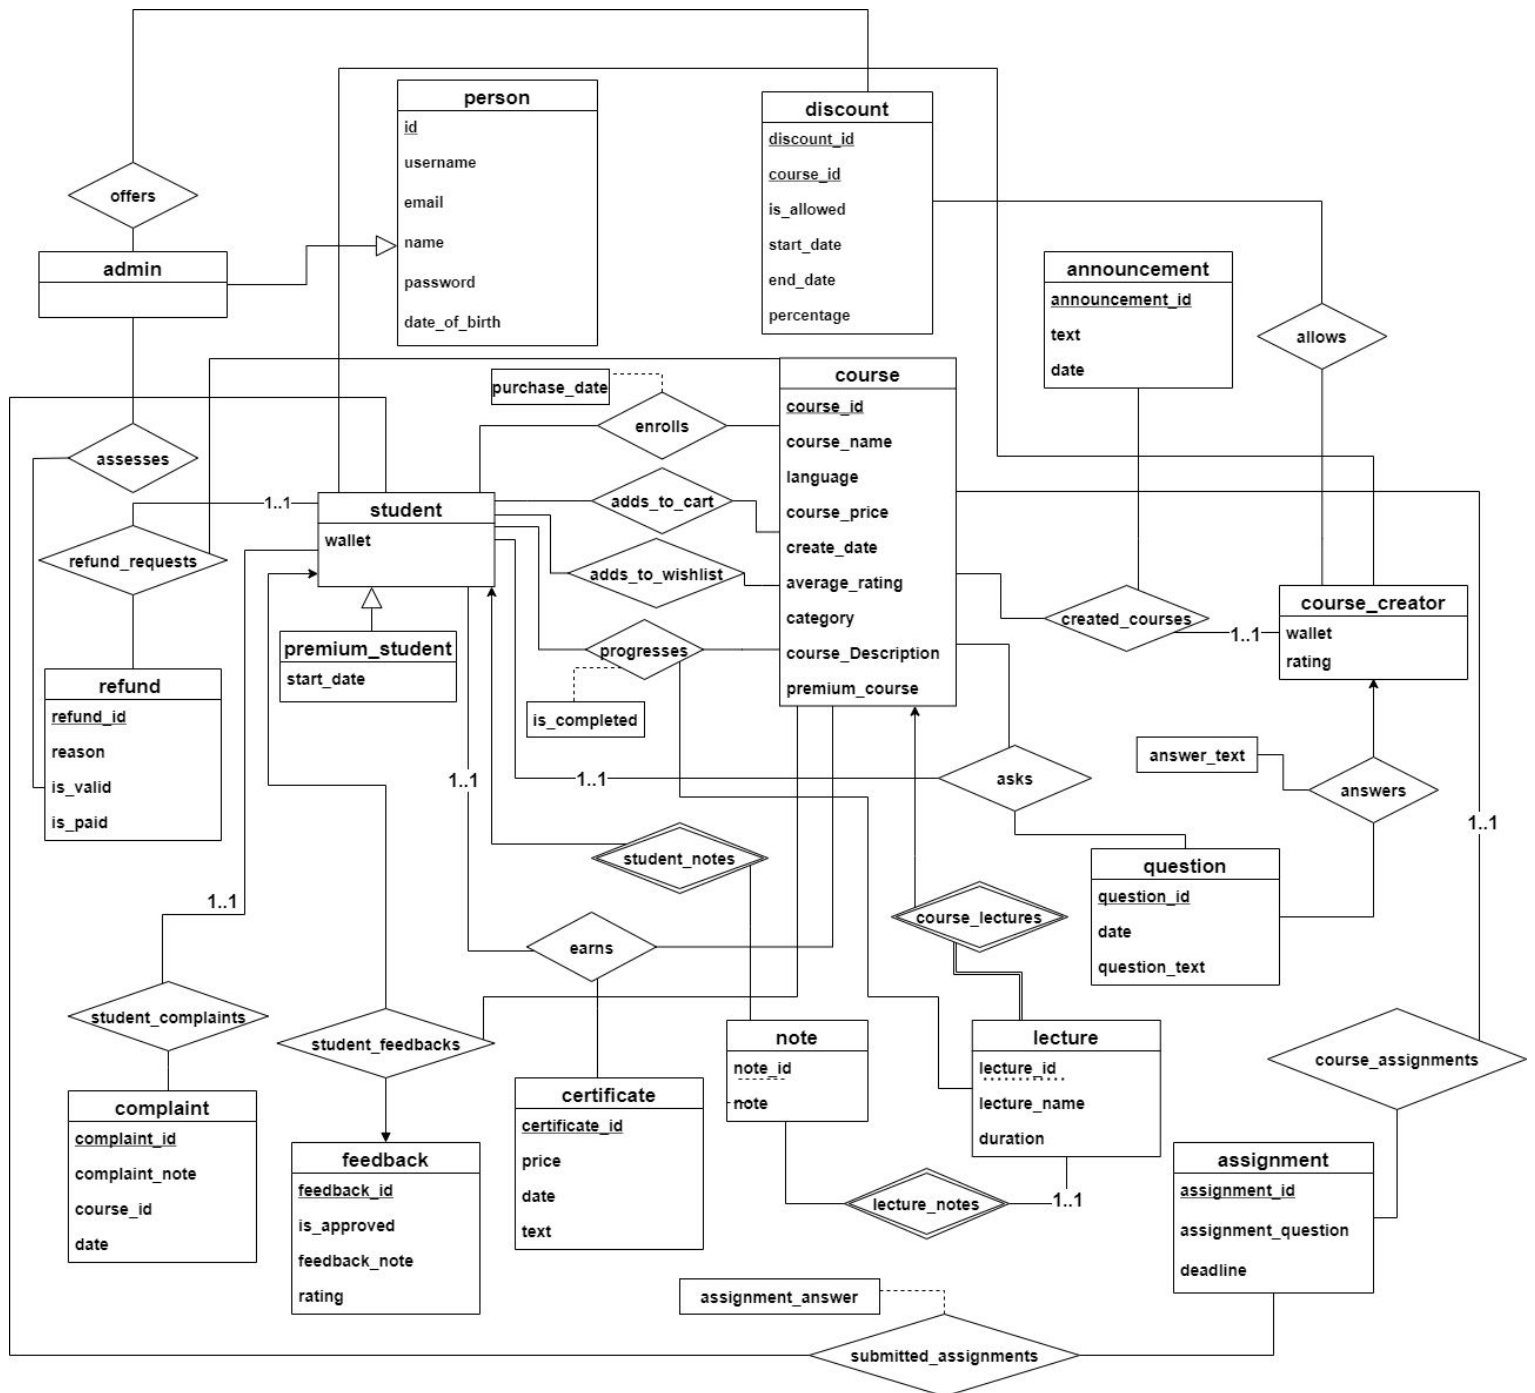 person
id
username
email
name
password
date_of_birth
discount
discount_id
course_id
is_allowed
start_date
end_date
percentage
offers
admin
announcement
announcement_id
text
date
allows
purchase_date
enrolls
course
course_id
course_name
language
course_price
create_date
average_rating
category
course_Description
premium_course
assesses
1..1
student
wallet
adds_to_cart
refund_requests
adds_to_wishlist
created_courses
1..1
course_creator
wallet
rating
premium_student
start_date
progresses
is_completed
refund
refund_id
reason
is_valid
is_paid
1..1
1..1
asks
answer_text
answers
1..1
student_notes
question
question_id
date
question_text
1..1
course_lectures
earns
student_complaints
student_feedbacks
note
note_id
note
lecture
lecture_id
lecture_name
duration
course_assignments
complaint
complaint_id
complaint_note
course_id
date
feedback
feedback_id
is_approved
feedback_note
rating
certificate
certificate_id
price
date
text
lecture_notes
1..1
assignment
assignment_id
assignment_question
deadline
assignment_answer
submitted_assignments